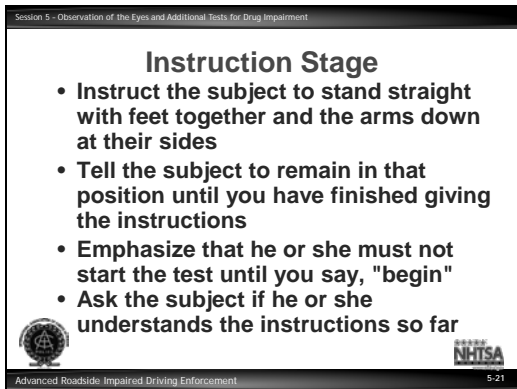 Session 5 - Observation of the Eyes and Additional Tests for Drug Impairment
Instruction Stage
• Instruct the subject to stand straight
with feet together and the arms down
at their sides
• Tell the subject to remain in that
position until you have finished giving
the instructions
• Emphasize that he or she must not
start the test until you say, "begin"
• Ask the subject if he or she
understands the instructions so far
NHTSA
Advanced Roadside Impaired Driving Enforcement
5-21